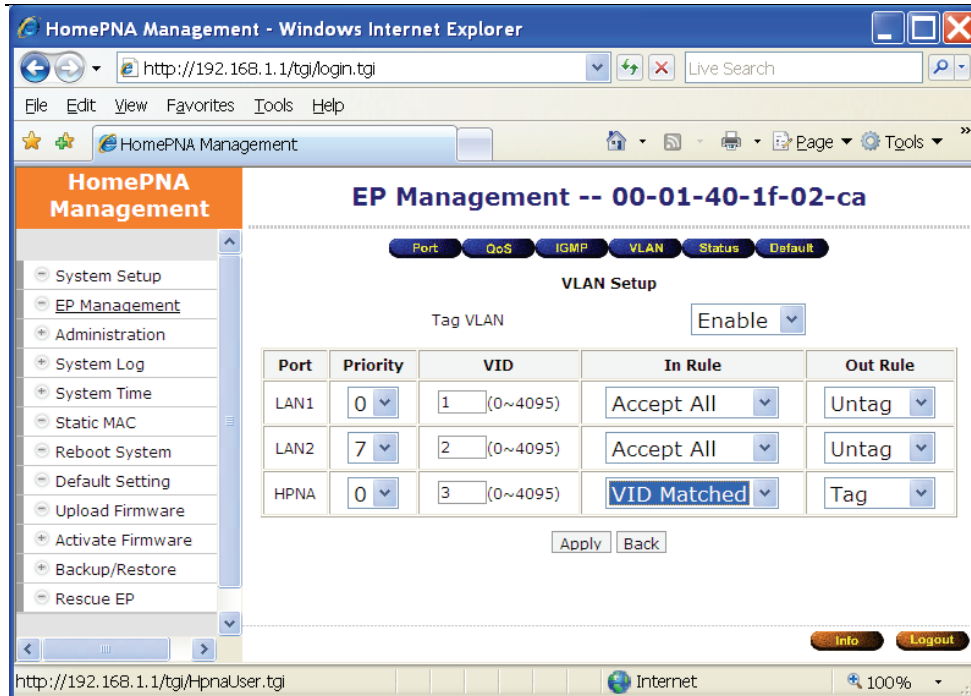 HomePNA Management - Windows Internet Explorer
http://192.168.1.1/tgi/login.tgi
Live Search
File Edit View Favorites Tools Help
HomePNA Management
Page Tools »
HomePNA
Management
System Setup
EP Management
Administration
System Log
System Time
Static MAC
Reboot System
Default Setting
Upload Firmware
Activate Firmware
Backup/Restore
Rescue EP
EP Management -- 00-01-40-1f-02-ca
Port QoS IGMP VLAN Status Default
VLAN Setup
Tag VLAN Enable
Port Priority VID In Rule Out Rule
LAN1 0 1 (0~4095) Accept All Untag
LAN2 7 2 (0~4095) Accept All Untag
HPNA 0 3 (0~4095) VID Matched Tag
Apply Back
Info Logout
http://192.168.1.1/tgi/HpnaUser.tgi Internet 100%